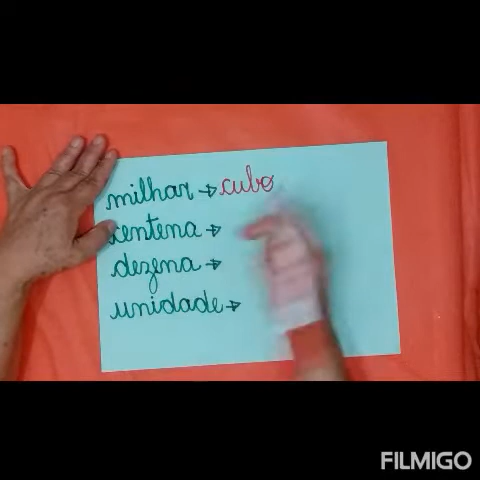 milhar → cubo
centena →
dezena →
unidade →
FILMIGO